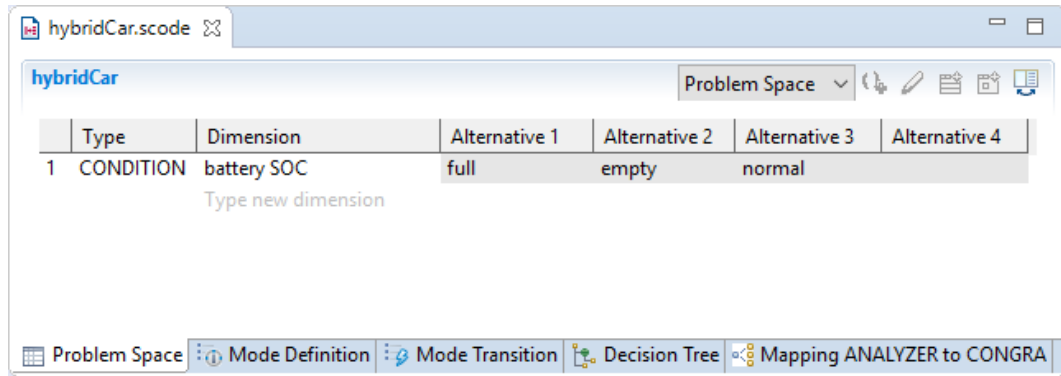 hybridCar.scode
hybridCar Problem Space
Type Dimension Alternative 1 Alternative 2 Alternative 3 Alternative 4
1 CONDITION battery SOC full empty normal
Type new dimension
Problem Space Mode Definition Mode Transition Decision Tree Mapping ANALYZER to CONGRA